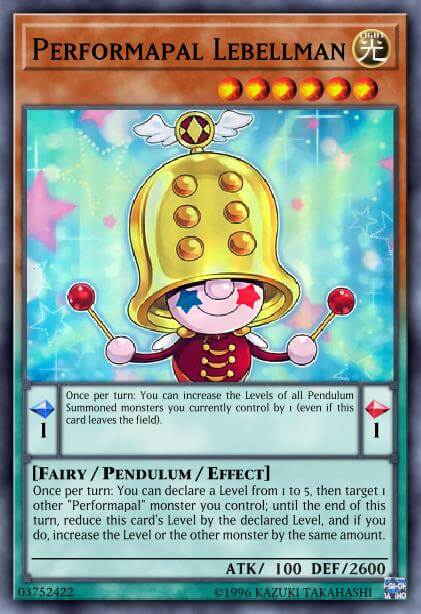 PERFORMAPAL LEBELLMAN
LIGHT
光
Once per turn: You can increase the Levels of all Pendulum
Summoned monsters you currently control by 1 (even if this
card leaves the field).
1
1
[FAIRY / PENDULUM / EFFECT]
Once per turn: You can declare a Level from 1 to 5, then target 1
other "Performapal" monster you control; until the end of this
turn, reduce this card's Level by the declared Level, and if you
do, increase the Level or the other monster by the same amount.
ATK/ 100 DEF/2600
03752422
©1996 KAZUKI TAKAHASHI